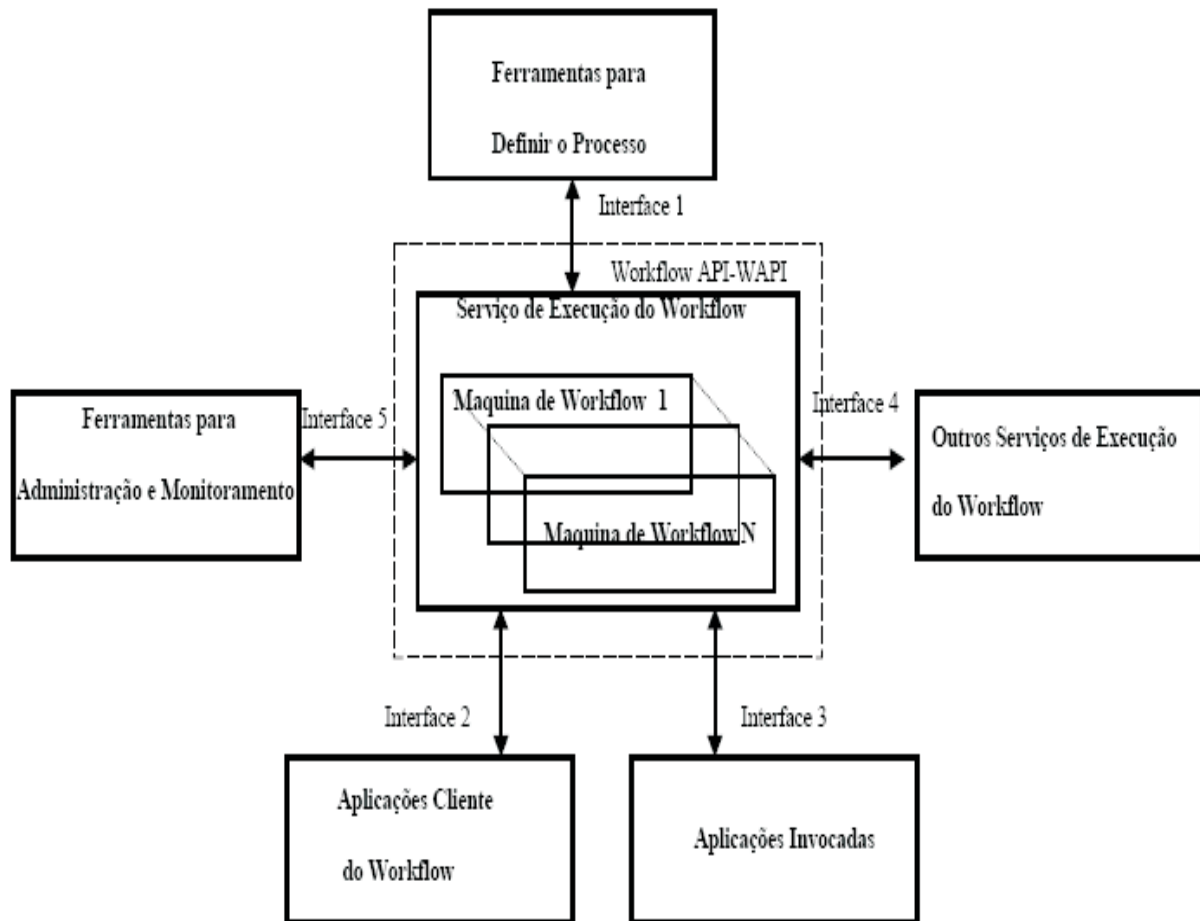 Ferramentas para
Definir o Processo
Interface 1
Workflow API-WAPI
Serviço de Execução do Workflow
Maquina de Workflow 1
Maquina de Workflow N
Ferramentas para
Administração e Monitoramento
Interface 5
Interface 4
Outros Serviços de Execução
do Workflow
Interface 2
Interface 3
Aplicações Cliente
do Workflow
Aplicações Invocadas